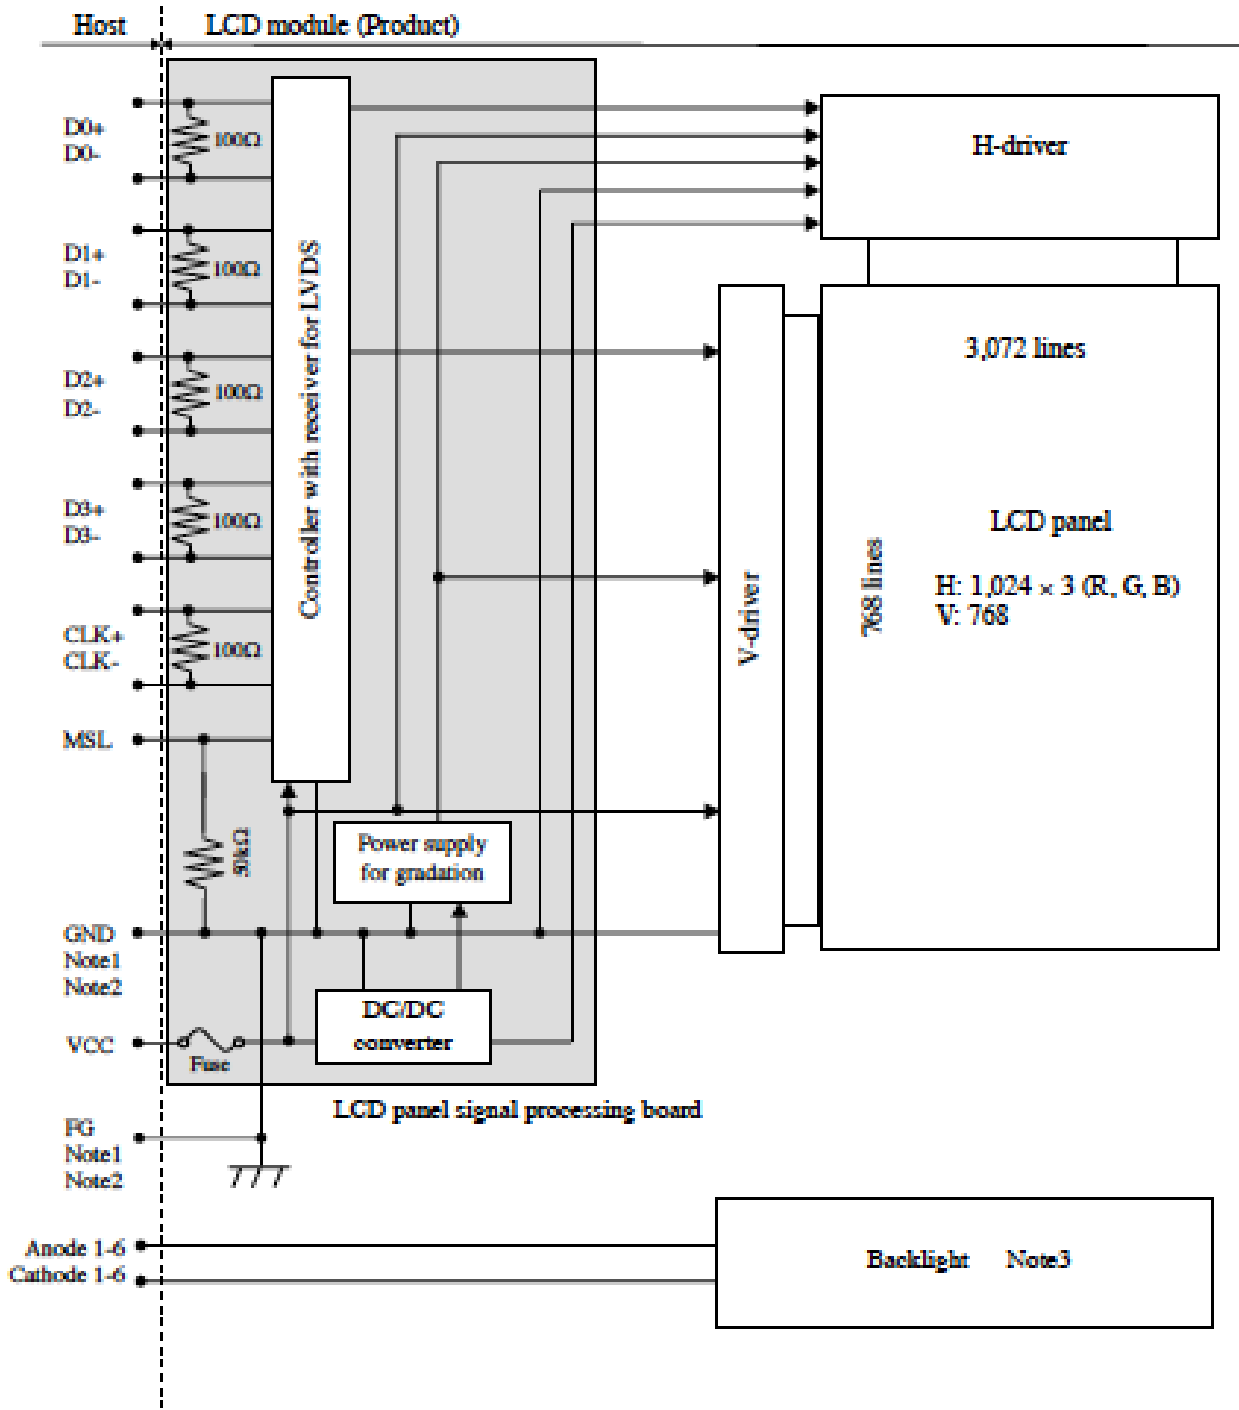 Host
LCD module (Product)
D0+
D0-
100Ω
D1+
D1-
100Ω
D2+
D2-
100Ω
D3+
D3-
100Ω
CLK+
CLK-
100Ω
MSL
50kΩ
GND
Note1
Note2
VCC
Fuse
FG
Note1
Note2
Anode 1-6
Cathode 1-6
Controller with receiver for LVDS
Power supply
for gradation
DC/DC
converter
LCD panel signal processing board
H-driver
V-driver
3,072 lines
768 lines
LCD panel
H: 1,024 × 3 (R, G, B)
V: 768
Backlight Note3